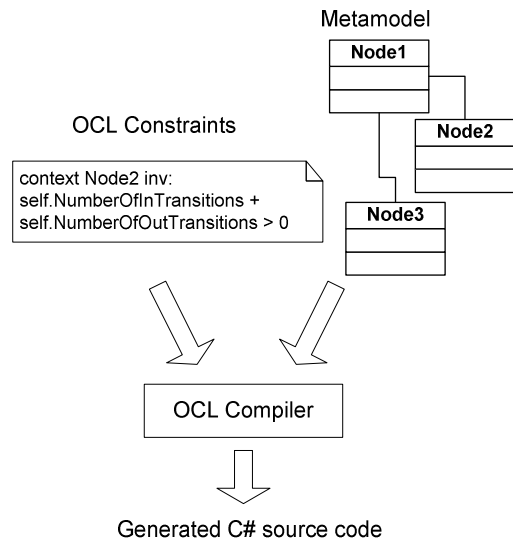 Metamodel
Node1
Node2
Node3
OCL Constraints
context Node2 inv:
self.NumberOfInTransitions +
self.NumberOfOutTransitions > 0
OCL Compiler
Generated C# source code